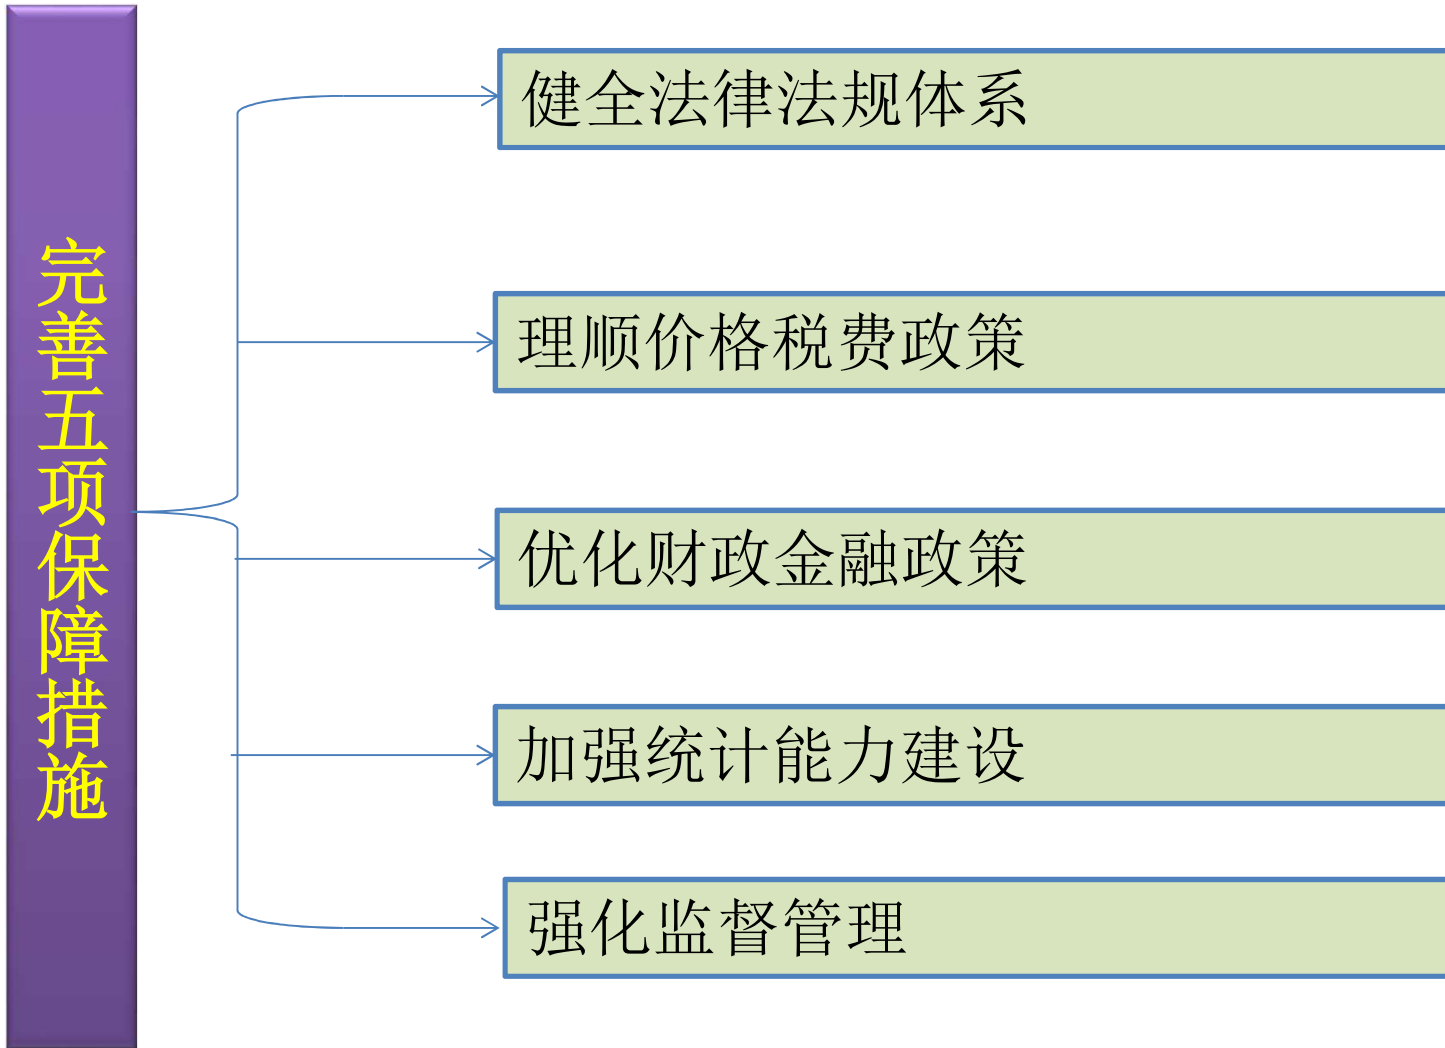 完善五项保障措施
健全法律法规体系
理顺价格税费政策
优化财政金融政策
加强统计能力建设
强化监督管理